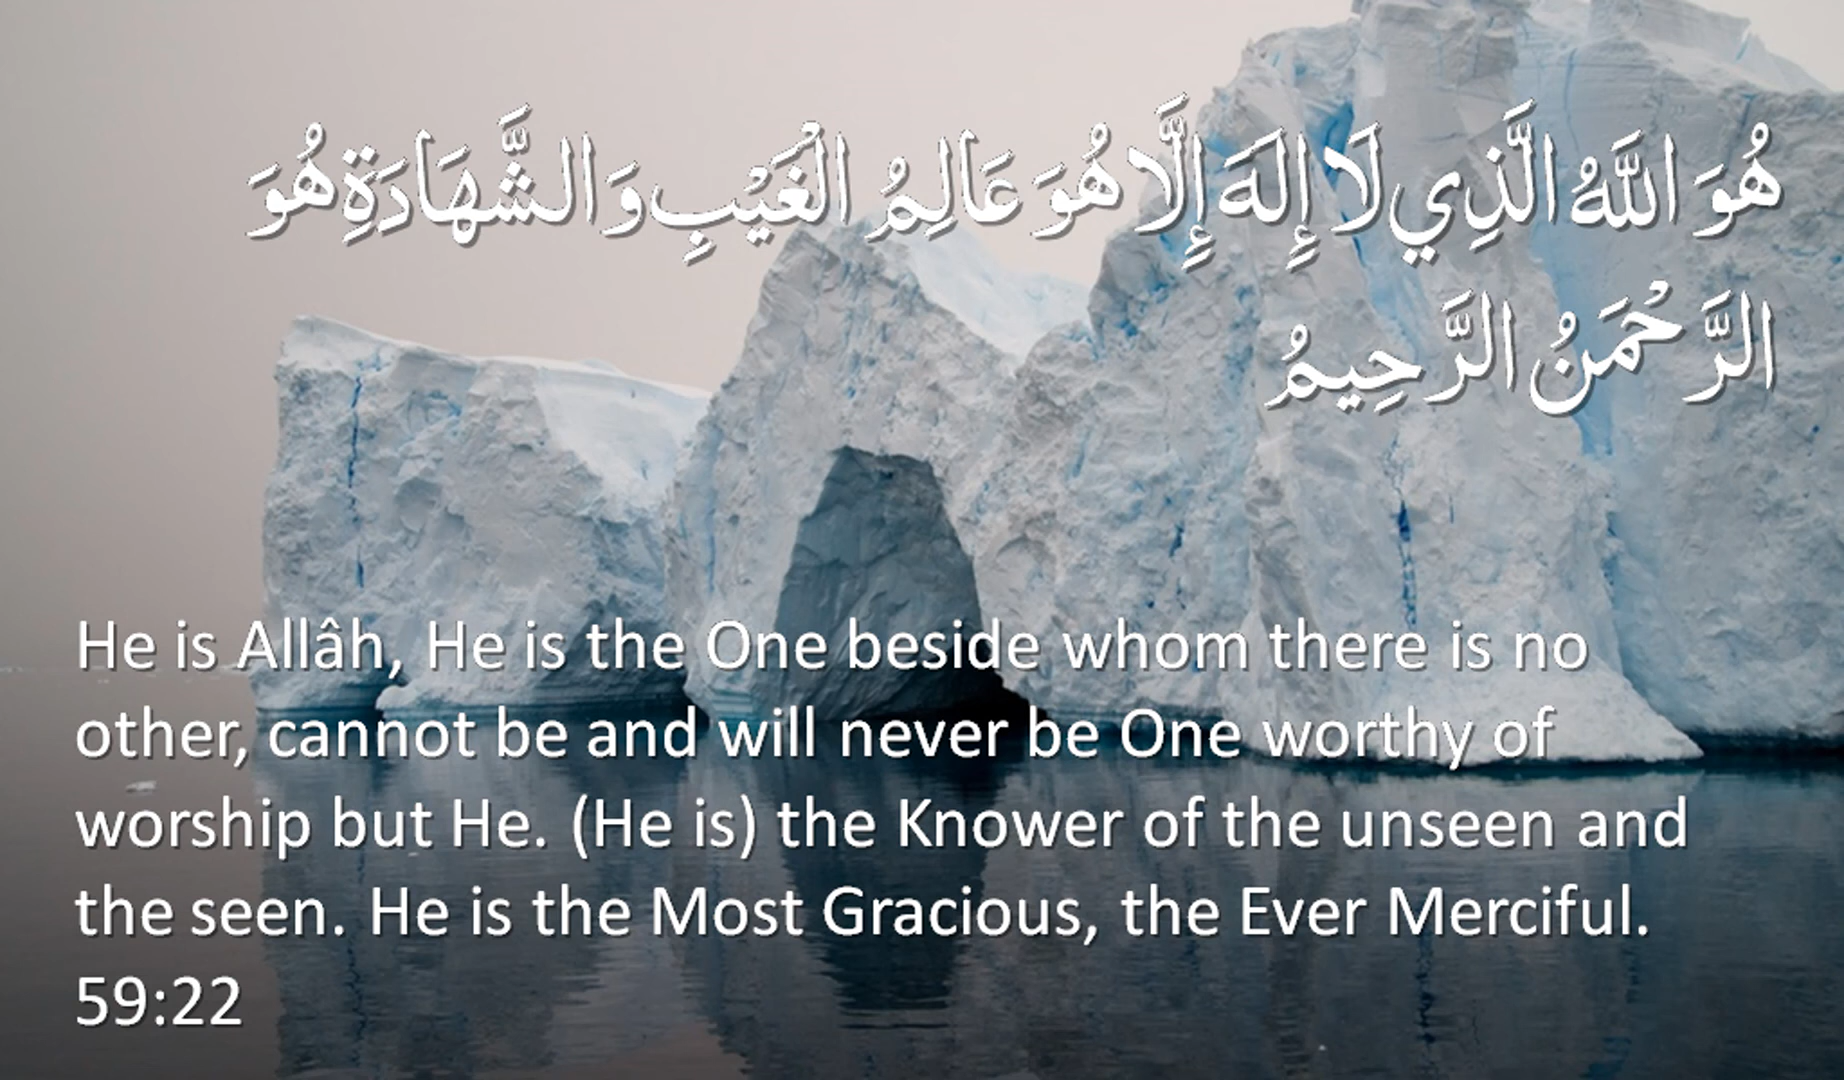 هُوَ اللَّهُ الَّذِي لَا إِلَهَ إِلَّا هُوَ عَالِمُ الْغَيْبِ وَالشَّهَادَةِ هُوَ
الرَّحْمَنُ الرَّحِيمُ
He is Allâh, He is the One beside whom there is no
other, cannot be and will never be One worthy of
worship but He. (He is) the Knower of the unseen and
the seen. He is the Most Gracious, the Ever Merciful.
59:22